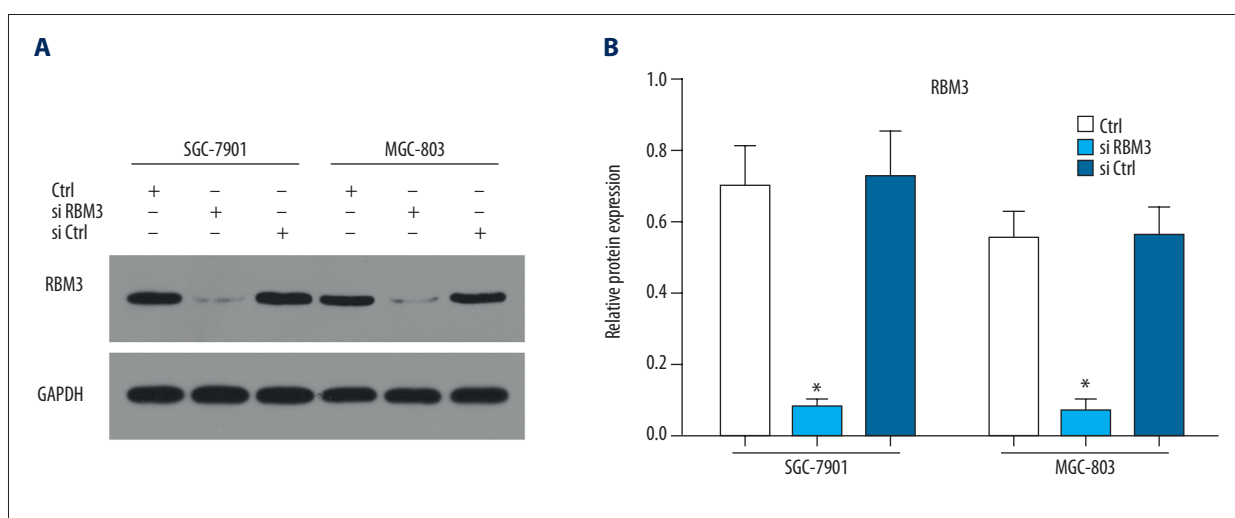 A
SGC-7901 MGC-803
Ctrl + – – + – –
si RBM3 – + – – + –
si Ctrl – – + – – +
RBM3
GAPDH
B
RBM3
Ctrl
si RBM3
si Ctrl
Relative protein expression
1.0
0.8
0.6
0.4
0.2
0.0
* *
SGC-7901 MGC-803